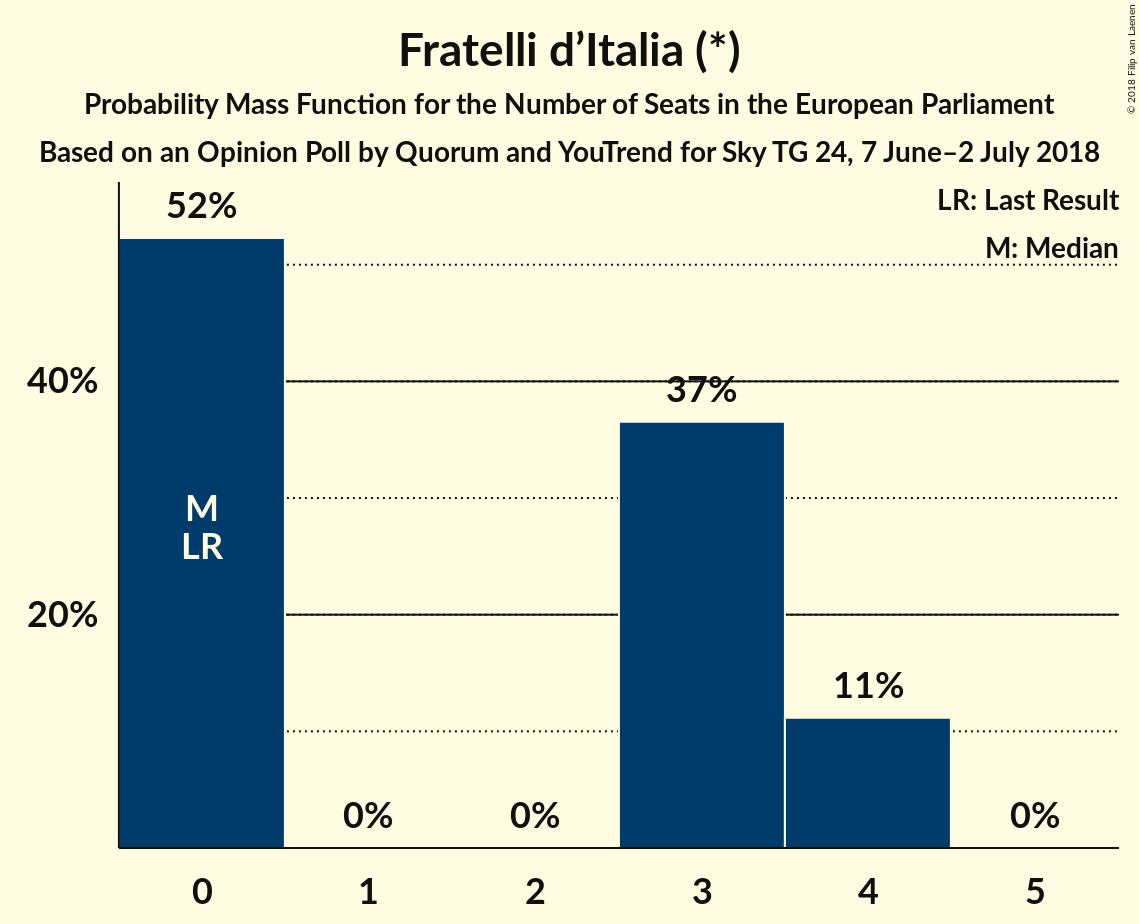 Fratelli d’Italia (*)
Probability Mass Function for the Number of Seats in the European Parliament
Based on an Opinion Poll by Quorum and YouTrend for Sky TG 24, 7 June–2 July 2018
© 2018 Filip van Laenen
LR: Last Result
M: Median
52%
40%
37%
M
LR
20%
11%
0%
0%
0%
0
1
2
3
4
5